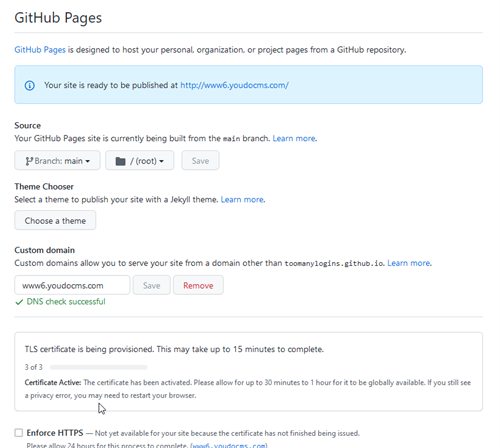 GitHub Pages
GitHub Pages is designed to host your personal, organization, or project pages from a GitHub repository.
Your site is ready to be published at http://www6.youdocms.com/
Source
Your GitHub Pages site is currently being built from the main branch. Learn more.
Branch: main
/ (root)
Save
Theme Chooser
Select a theme to publish your site with a Jekyll theme. Learn more.
Choose a theme
Custom domain
Custom domains allow you to serve your site from a domain other than toomanylogins.github.io. Learn more.
www6.youdocms.com
Save
Remove
DNS check successful
TLS certificate is being provisioned. This may take up to 15 minutes to complete.
3 of 3
Certificate Active: The certificate has been activated. Please allow for up to 30 minutes to 1 hour for it to be globally available. If you still see
a privacy error, you may need to restart your browser.
Enforce HTTPS — Not yet available for your site because the certificate has not finished being issued.
Please allow 24 hours for this process to complete. (www6.youdocms.com)